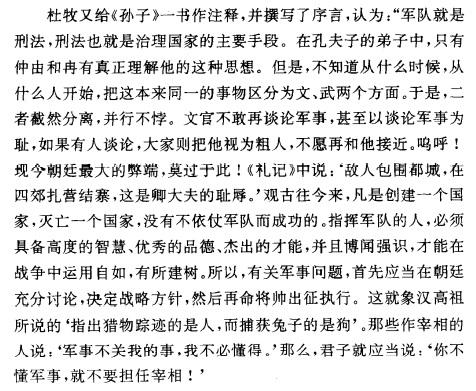 杜牧又给《孙子》一书作注释,并撰写了序言,认为:“军队就是
刑法,刑法也就是治理国家的主要手段。在孔夫子的弟子中,只有
仲由和冉有真正理解他的这种思想。但是,不知道从什么时候,从
什么人开始,把这本来同一的事物区分为文、武两个方面。于是,二
者截然分离,并行不悖。文官不敢再谈论军事,甚至以谈论军事为
耻,如果有人谈论,大家则把他视为粗人,不愿再和他接近。呜呼!
现今朝廷最大的弊端,莫过于此!《礼记》中说:‘敌人包围都城,在
四郊扎营结寨,这是卿大夫的耻辱。’观古往今来,凡是创建一个国
家,灭亡一个国家,没有不依仗军队而成功的。指挥军队的人,必须
具备高度的智慧、优秀的品德、杰出的才能,并且博闻强识,才能在
战争中运用自如,有所建树。所以,有关军事问题,首先应当在朝廷
充分讨论,决定战略方针,然后再命将帅出征执行。这就象汉高祖
所说的‘指出猎物踪迹的是人,而捕获兔子的是狗’。那些作宰相的
人说:‘军事不关我的事,我不必懂得。’那么,君子就应当说:‘你不
懂军事,就不要担任宰相!’